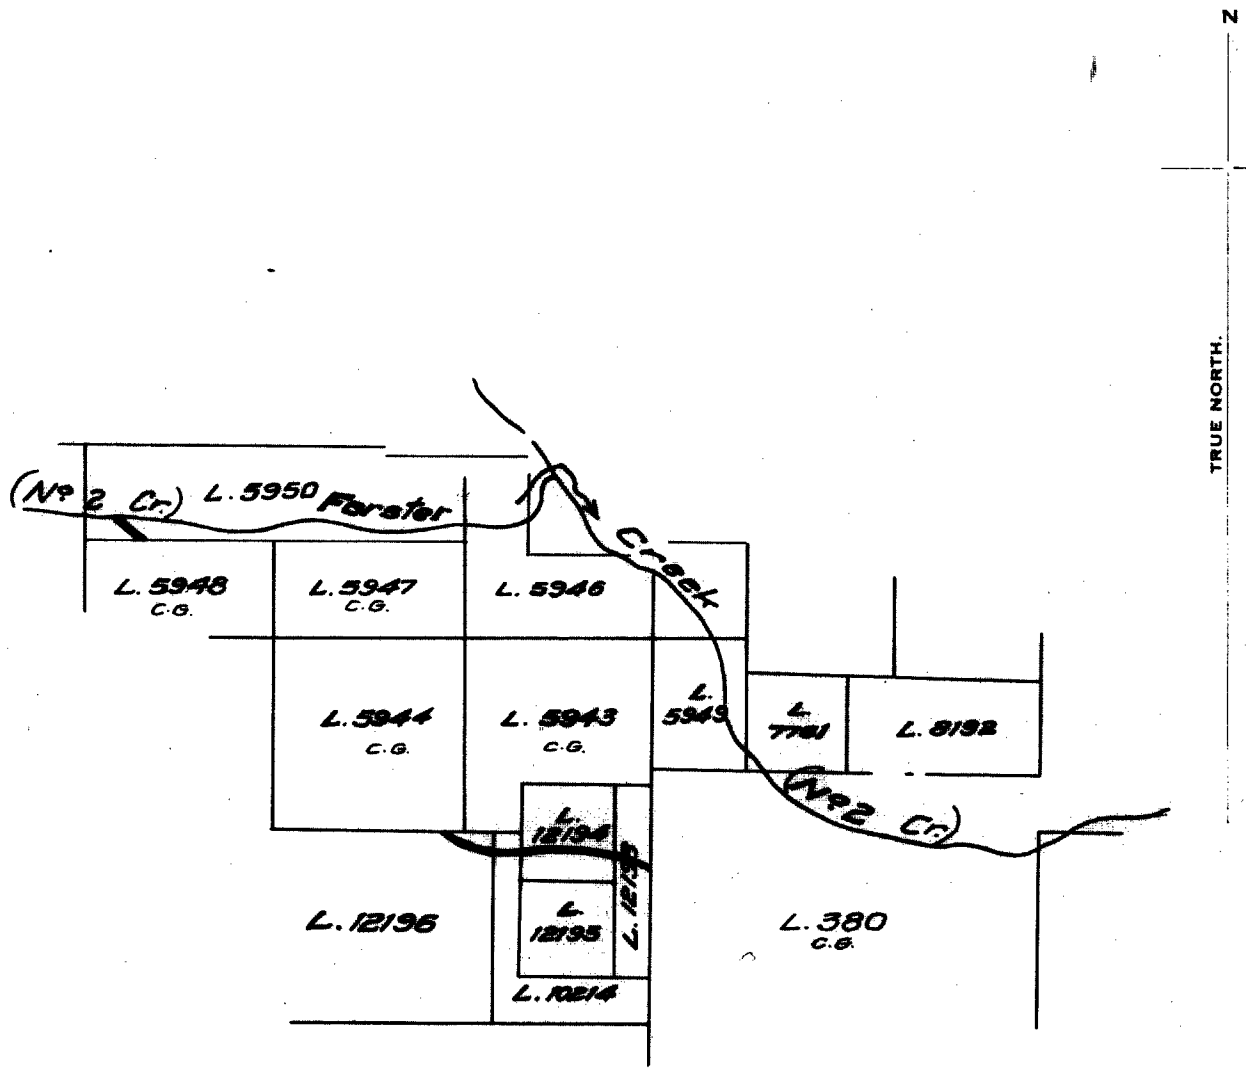 N
TRUE NORTH.
(No 2 Cr.)
L. 5950
Forster
Creek
L. 5948
C.G.
L. 5947
C.G.
L. 5946
L. 5944
C.G.
L. 5943
C.G.
L.
5949
L.
7761
L. 8192
(No 2 Cr.)
L.
12194
L.
12195
L. 12196
L. 380
C.G.
L. 10214